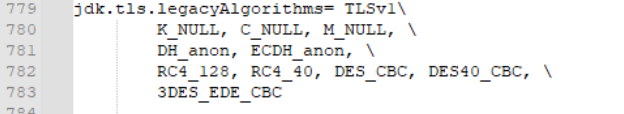 779 jdk.tls.legacyAlgorithms= TLSv1\
780 K_NULL, C_NULL, M_NULL, \
781 DH_anon, ECDH_anon, \
782 RC4_128, RC4_40, DES_CBC, DES40_CBC, \
783 3DES_EDE_CBC
784